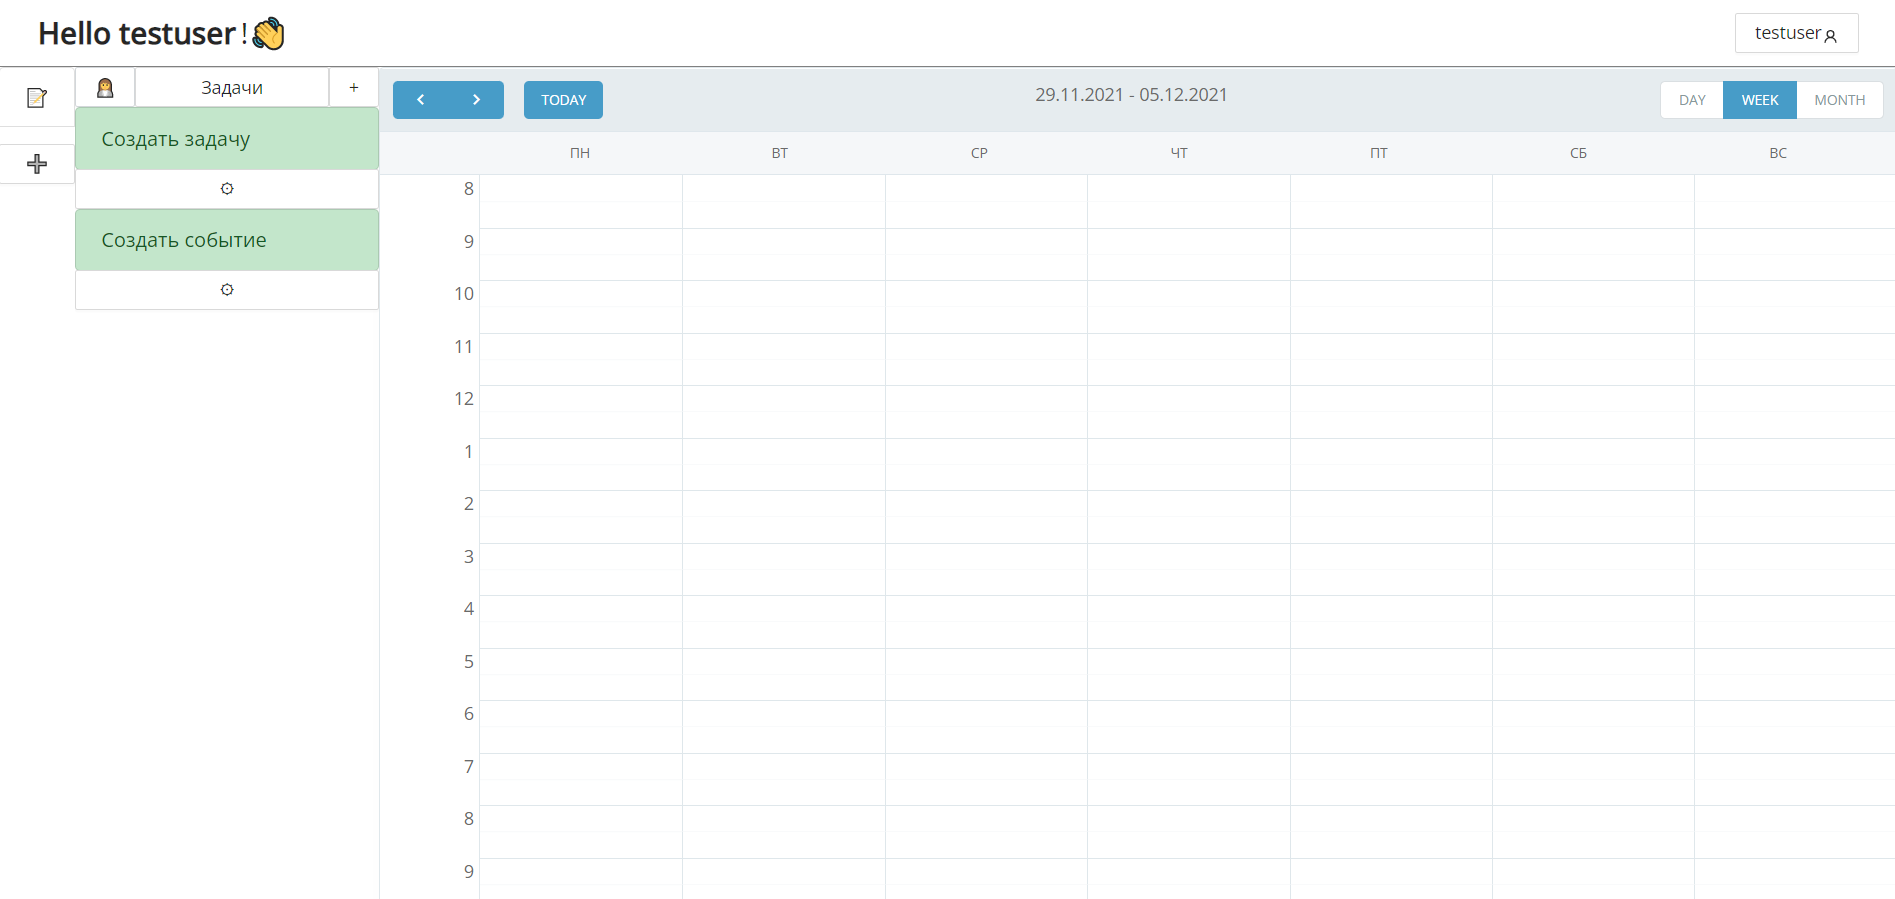 Hello testuser!👋
testuser
Задачи
+
Создать задачу
Создать событие
TODAY
29.11.2021 - 05.12.2021
DAY
WEEK
MONTH
ПН
ВТ
СР
ЧТ
ПТ
СБ
ВС
8
9
10
11
12
1
2
3
4
5
6
7
8
9